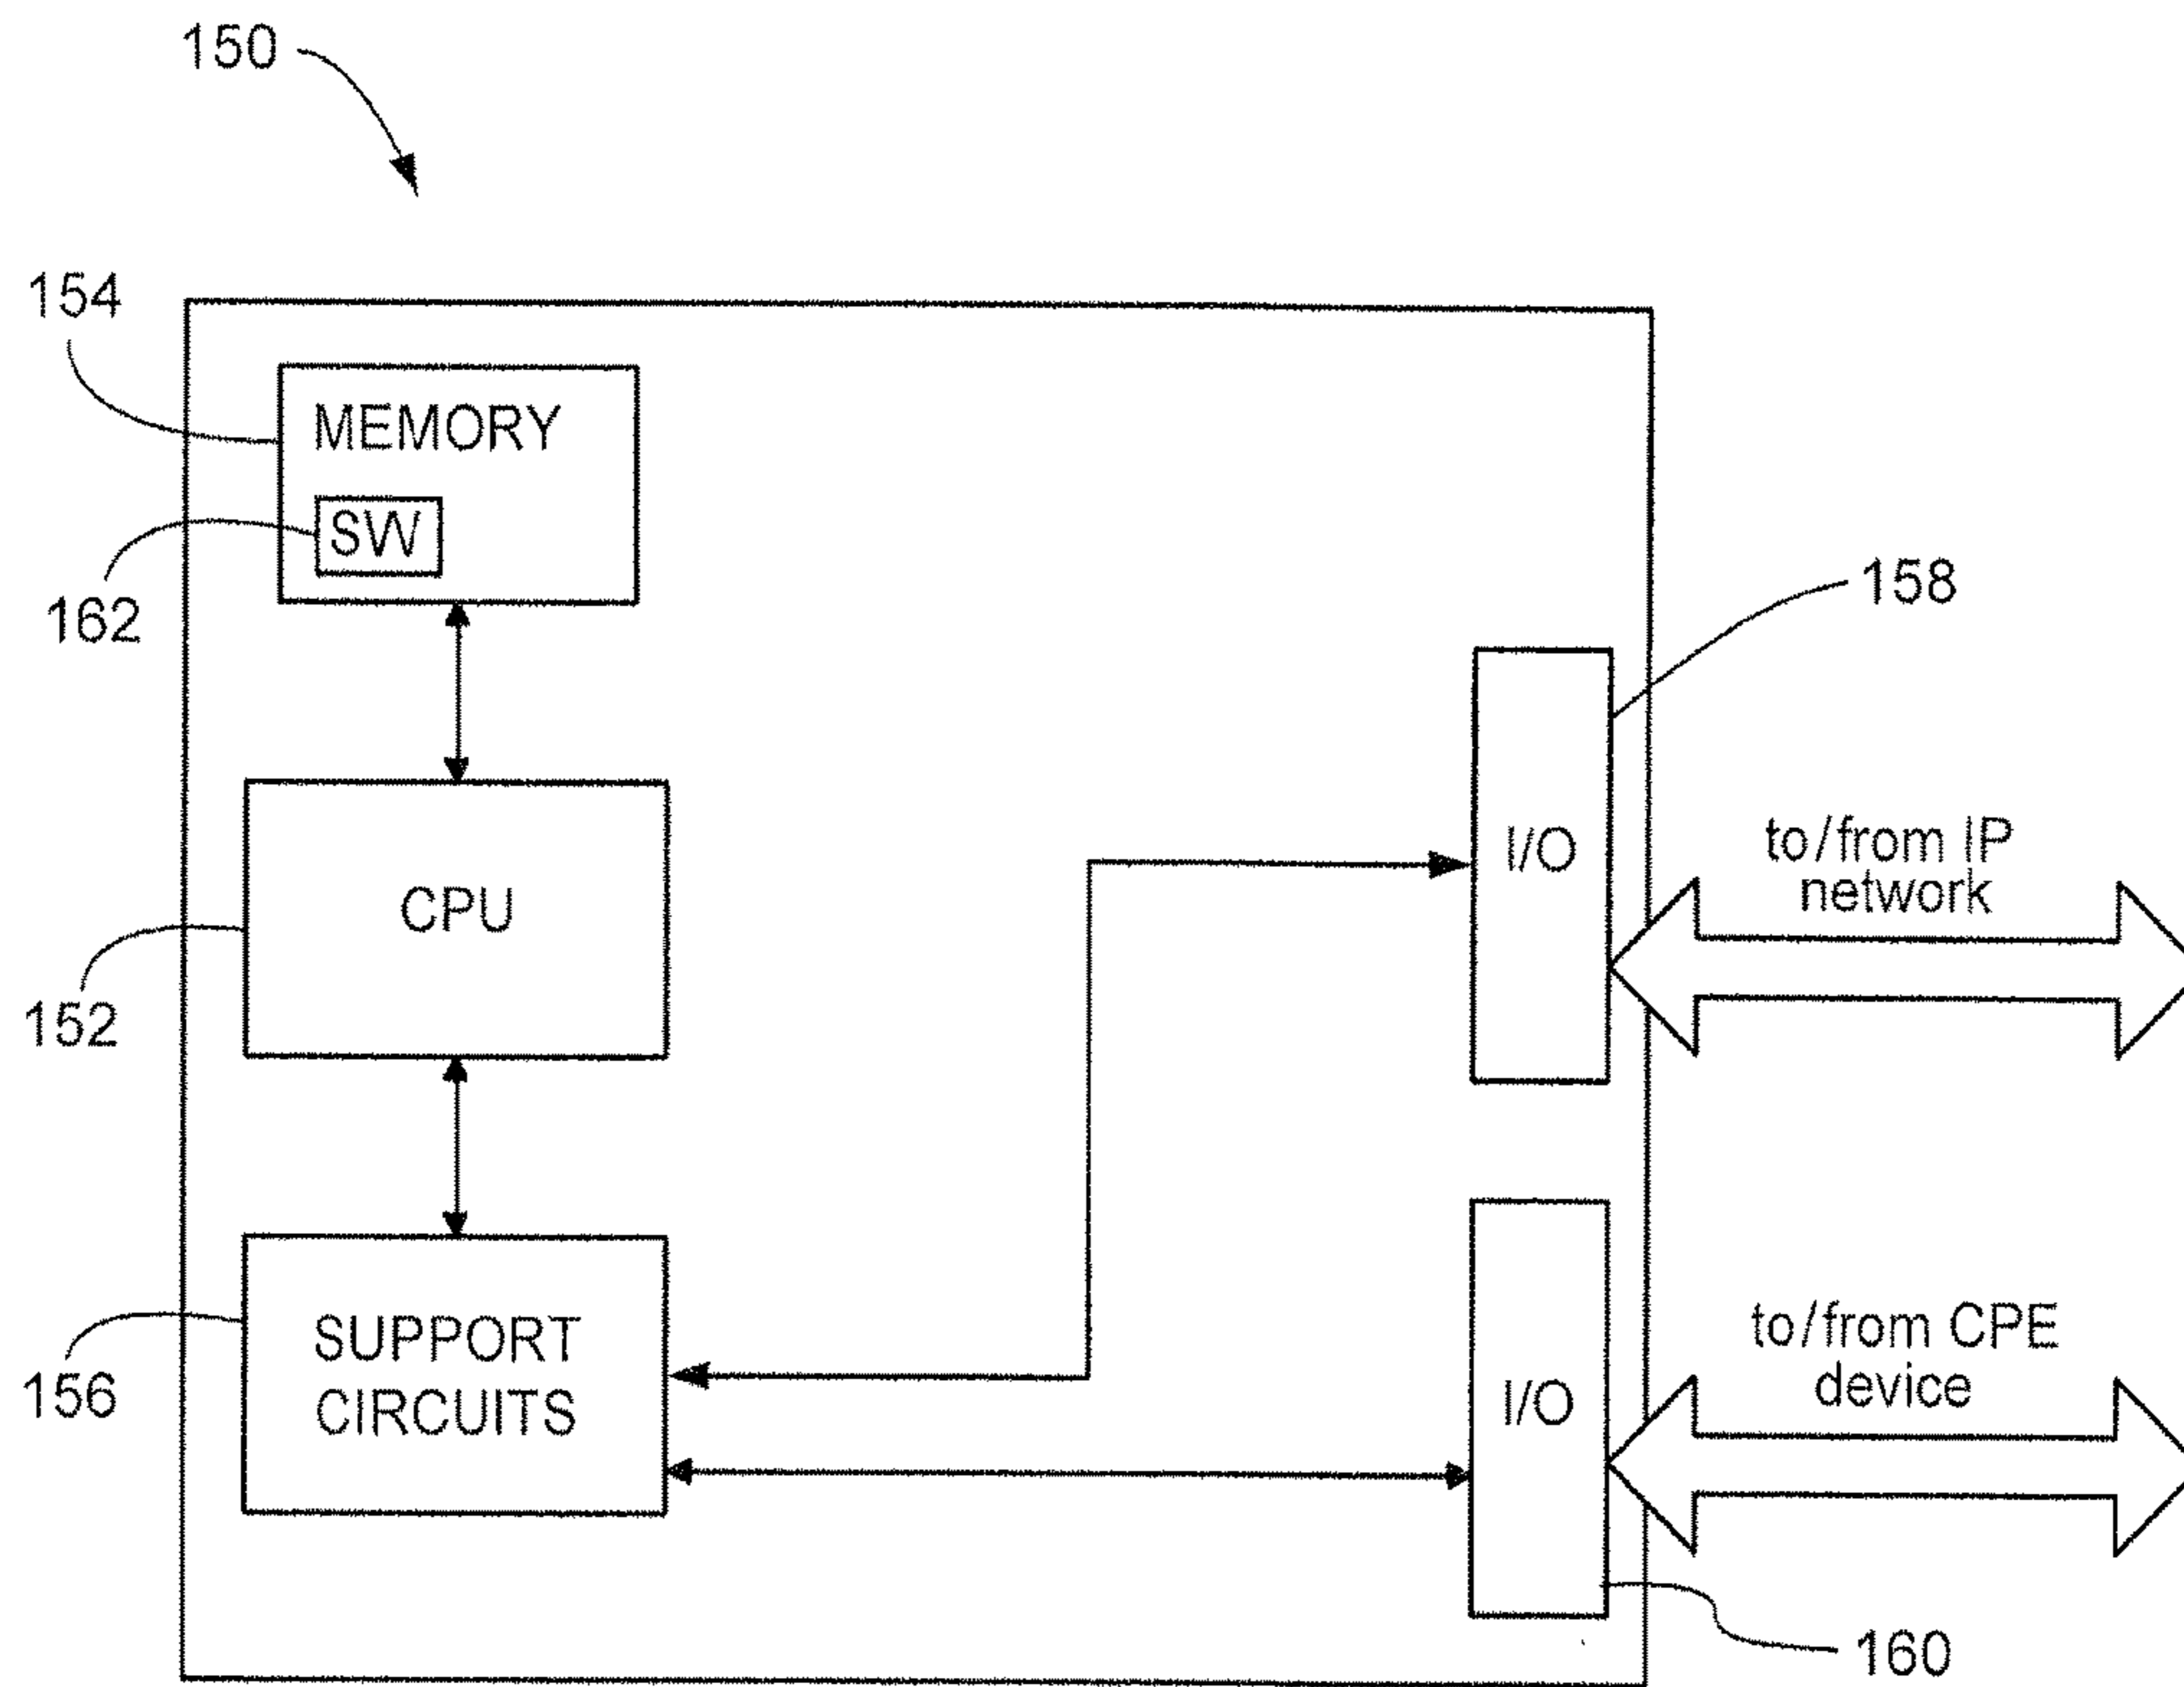 150
154
MEMORY
SW
162
158
I/O
to/from IP
network
CPU
152
SUPPORT
CIRCUITS
156
I/O
to/from CPE
device
160